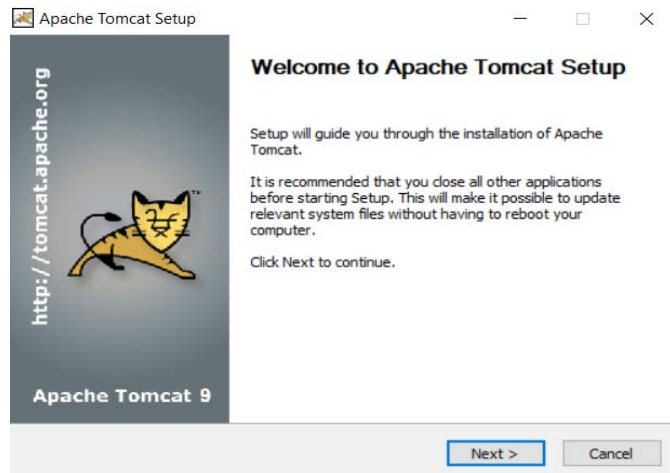 Apache Tomcat Setup
http://tomcat.apache.org
Welcome to Apache Tomcat Setup
Setup will guide you through the installation of Apache
Tomcat.
It is recommended that you close all other applications
before starting Setup. This will make it possible to update
relevant system files without having to reboot your
computer.
Click Next to continue.
TM
Apache Tomcat 9
Next >
Cancel